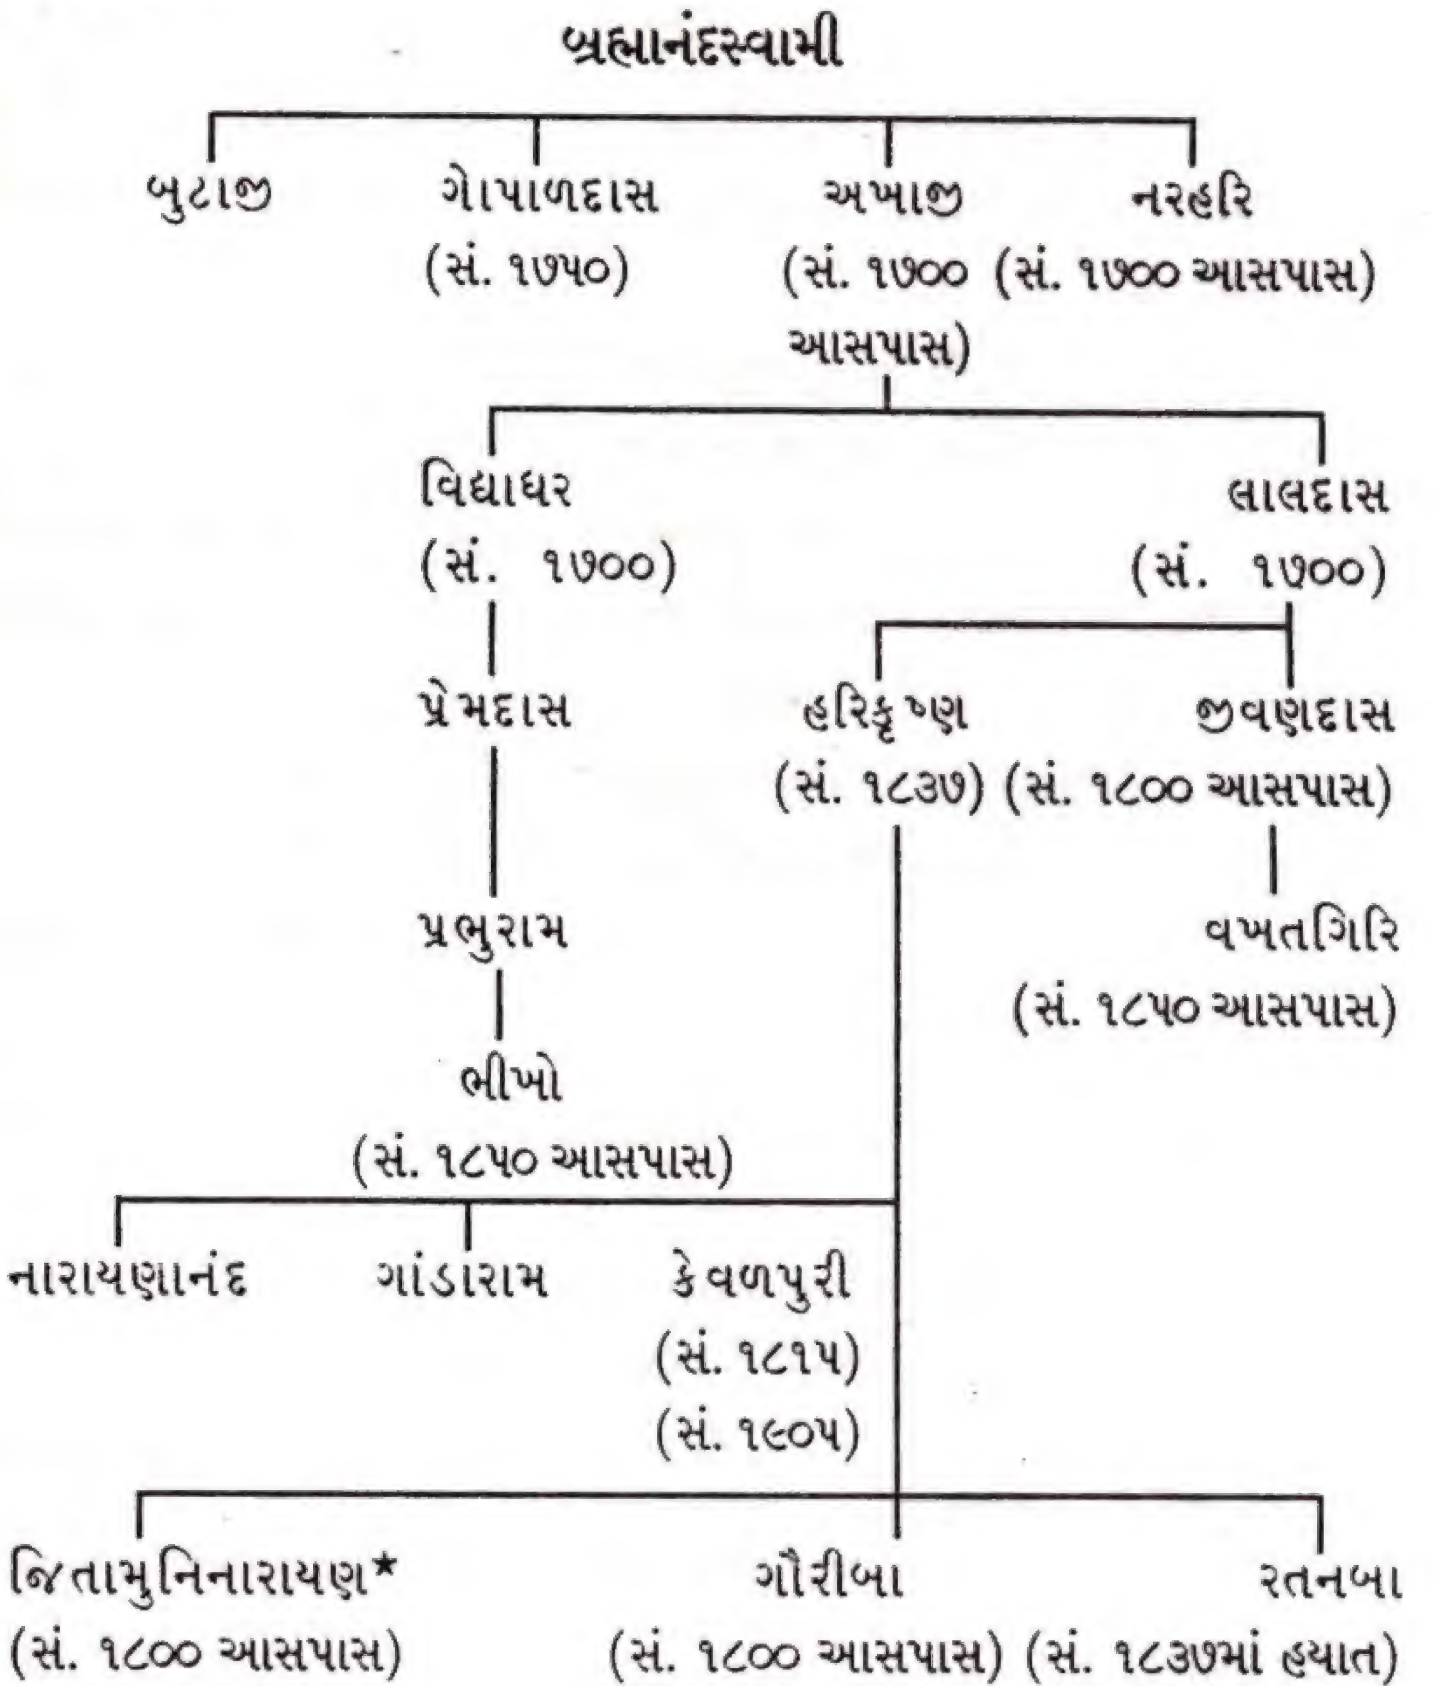 બ્રહ્માનંદસ્વામી
બુટાજી ગોપાળદાસ અખાજી નરહરિ
(સં. ૧૭૫૦) (સં. ૧૭૦૦ (સં. ૧૭૦૦ આસપાસ)
આસપાસ)
વિદ્યાધર લાલદાસ
(સં. ૧૭૦૦) (સં. ૧૭૦૦)
પ્રેમદાસ હરિકૃષ્ણ જીવણદાસ
(સં. ૧૮૩૭) (સં. ૧૮૦૦ આસપાસ)
પ્રભુરામ વખતગિરિ
(સં. ૧૮૫૦ આસપાસ)
ભીખો
(સં. ૧૮૫૦ આસપાસ)
નારાયણાનંદ ગાંડારામ કેવળપુરી
(સં. ૧૮૧૫)
(સં. ૧૯૦૫)
જિતામુનિનારાયણ* ગૌરીબા રતનબા
(સં. ૧૮૦૦ આસપાસ) (સં. ૧૮૦૦ આસપાસ) (સં. ૧૮૩૭માં હયાત)